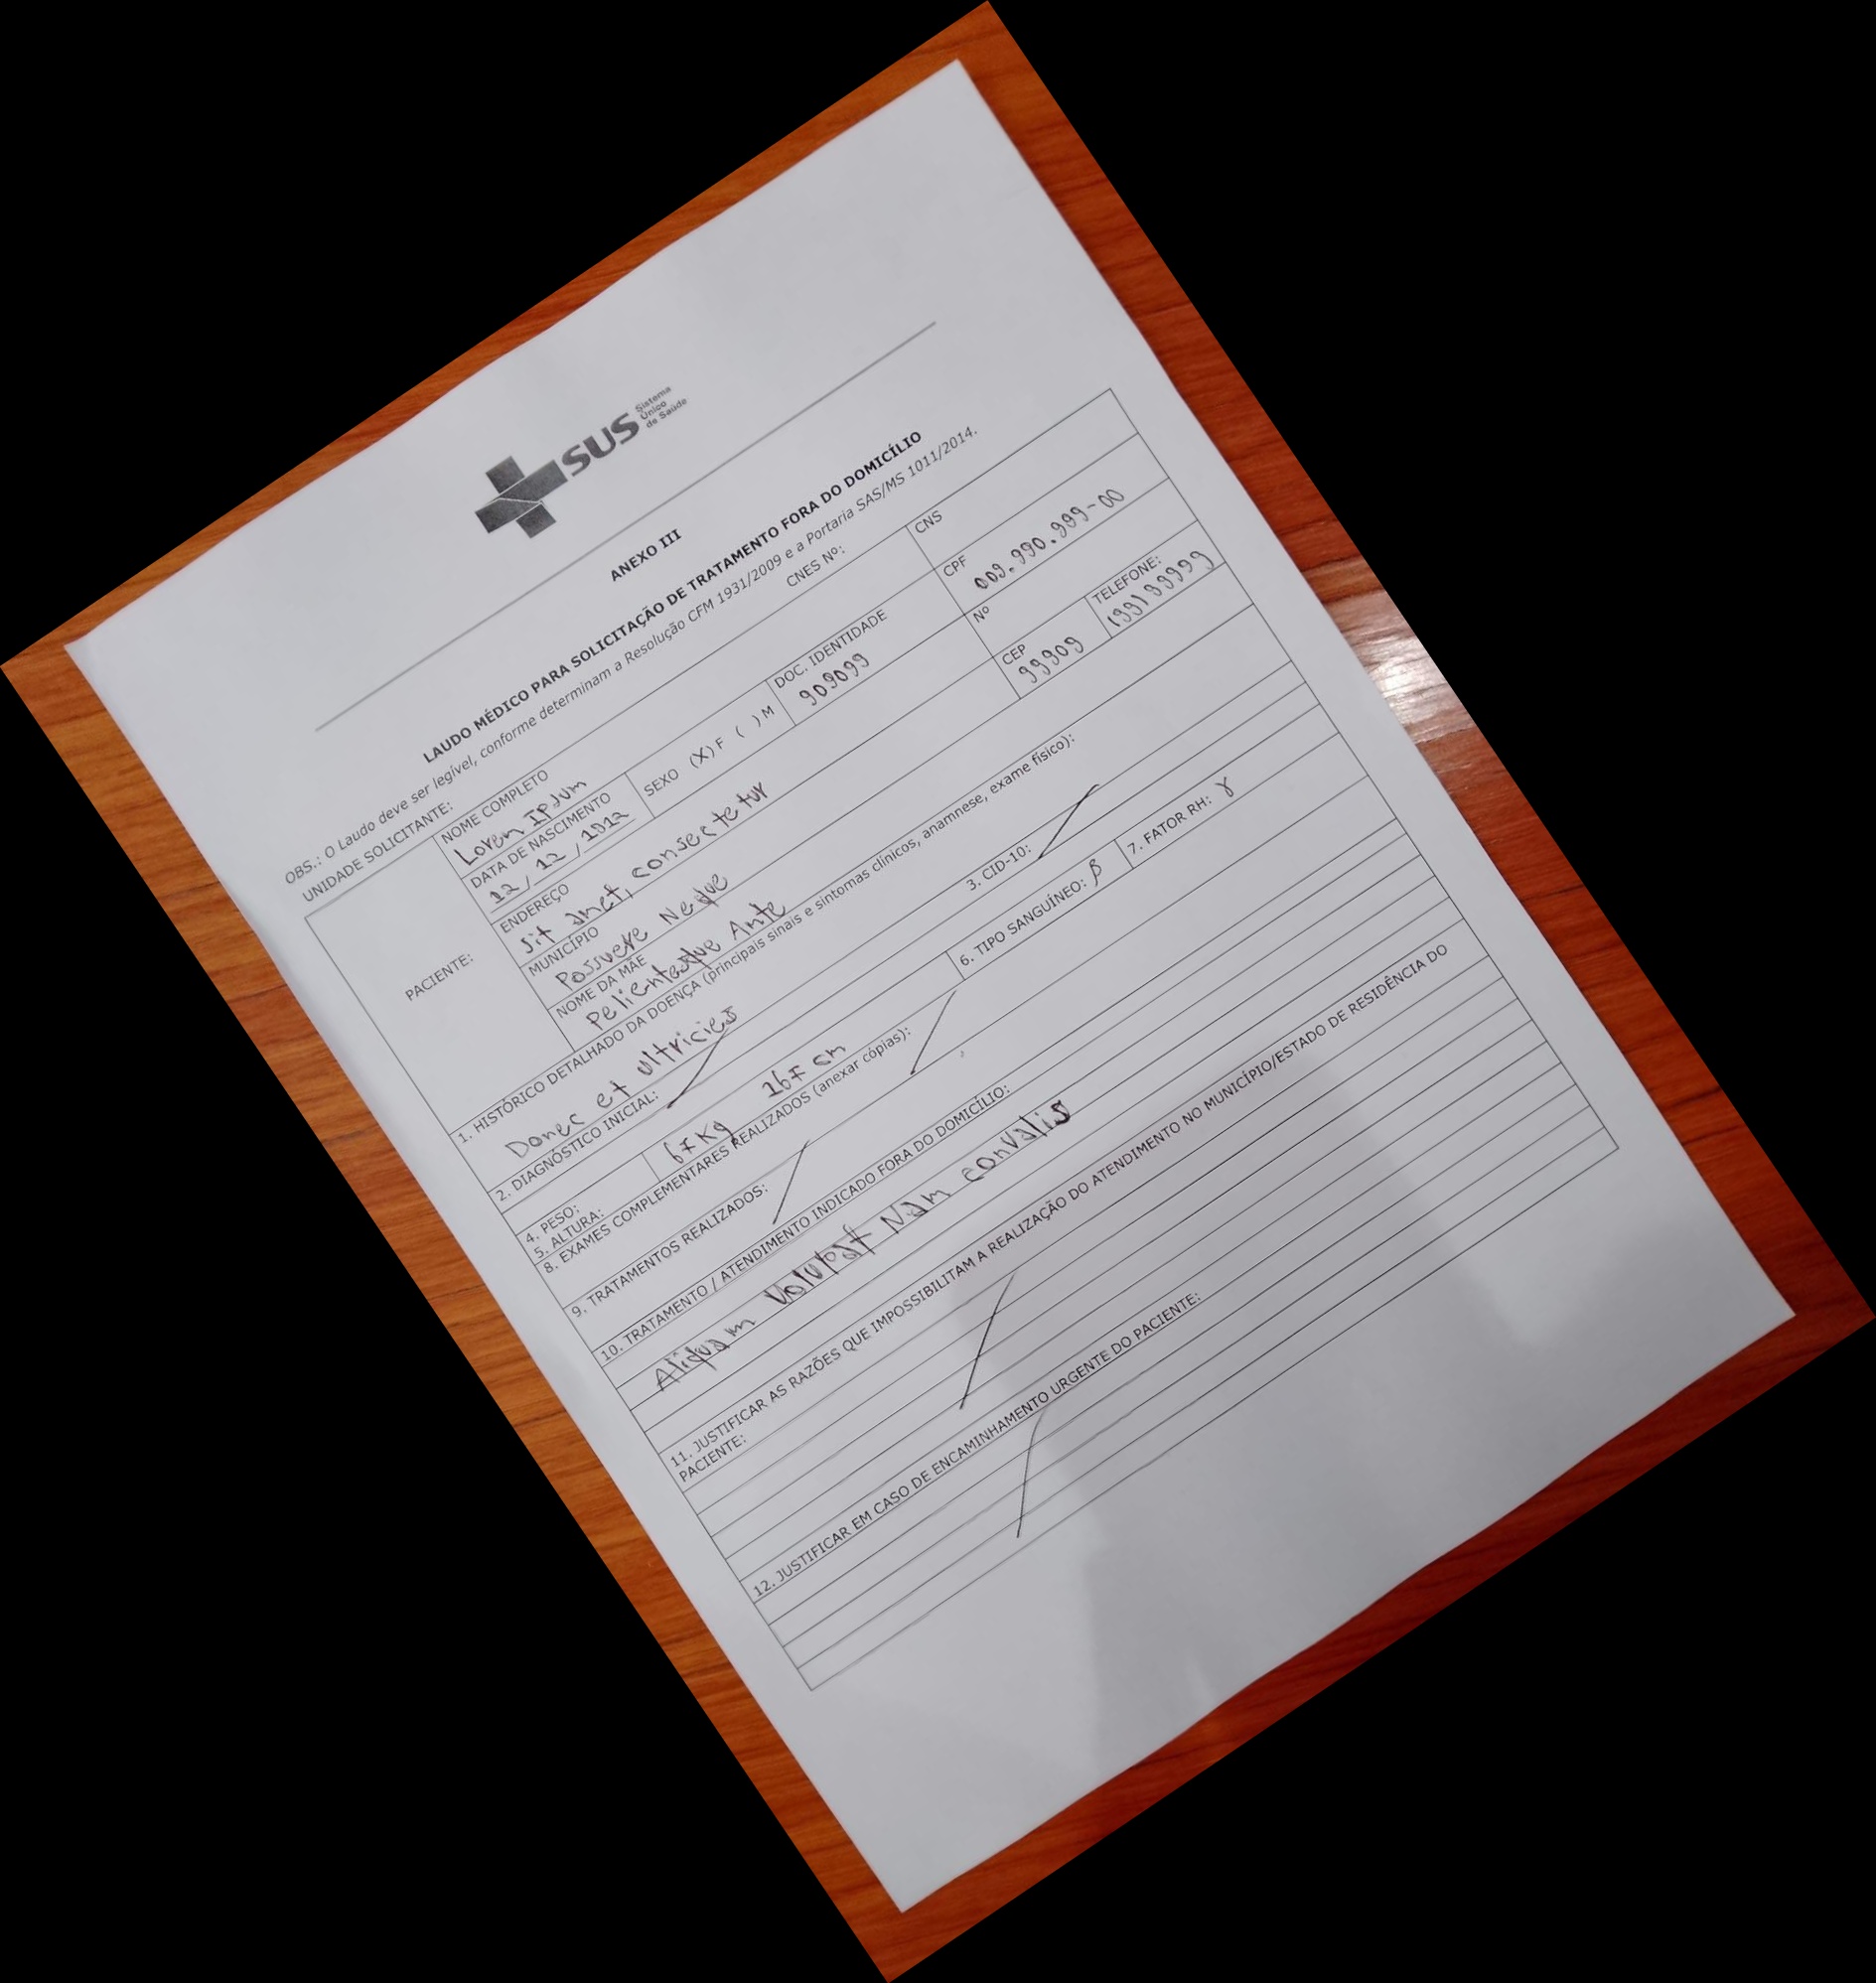 SUS Sistema
Único
de Saúde
ANEXO III
LAUDO MÉDICO PARA SOLICITAÇÃO DE TRATAMENTO FORA DO DOMICÍLIO
OBS.: O Laudo deve ser legível, conforme determinam a Resolução CFM 1931/2009 e a Portaria SAS/MS 1011/2014.
UNIDADE SOLICITANTE: CNES Nº:
PACIENTE:
NOME COMPLETO CNS
Lorem IPsum
DATA DE NASCIMENTO SEXO (X) F ( ) M DOC. IDENTIDADE CPF
12/12/1012 909099 009.990.999-00
ENDEREÇO Nº
Sit amet, consectetur
MUNICÍPIO CEP TELEFONE:
Possuere Neque 99909 199199999
NOME DA MÃE
Pelientesque Ante
1. HISTÓRICO DETALHADO DA DOENÇA (principais sinais e sintomas clínicos, anamnese, exame físico):
Donec et ultricies
2. DIAGNÓSTICO INICIAL: 3. CID-10:
4. PESO: 67 Kg 6. TIPO SANGUÍNEO: β 7. FATOR RH: γ
5. ALTURA: 167 cm
8. EXAMES COMPLEMENTARES REALIZADOS (anexar cópias):
9. TRATAMENTOS REALIZADOS:
10. TRATAMENTO / ATENDIMENTO INDICADO FORA DO DOMICÍLIO:
Aliquam Volutpat Nam convalis
11. JUSTIFICAR AS RAZÕES QUE IMPOSSIBILITAM A REALIZAÇÃO DO ATENDIMENTO NO MUNICÍPIO/ESTADO DE RESIDÊNCIA DO
PACIENTE:
12. JUSTIFICAR EM CASO DE ENCAMINHAMENTO URGENTE DO PACIENTE: